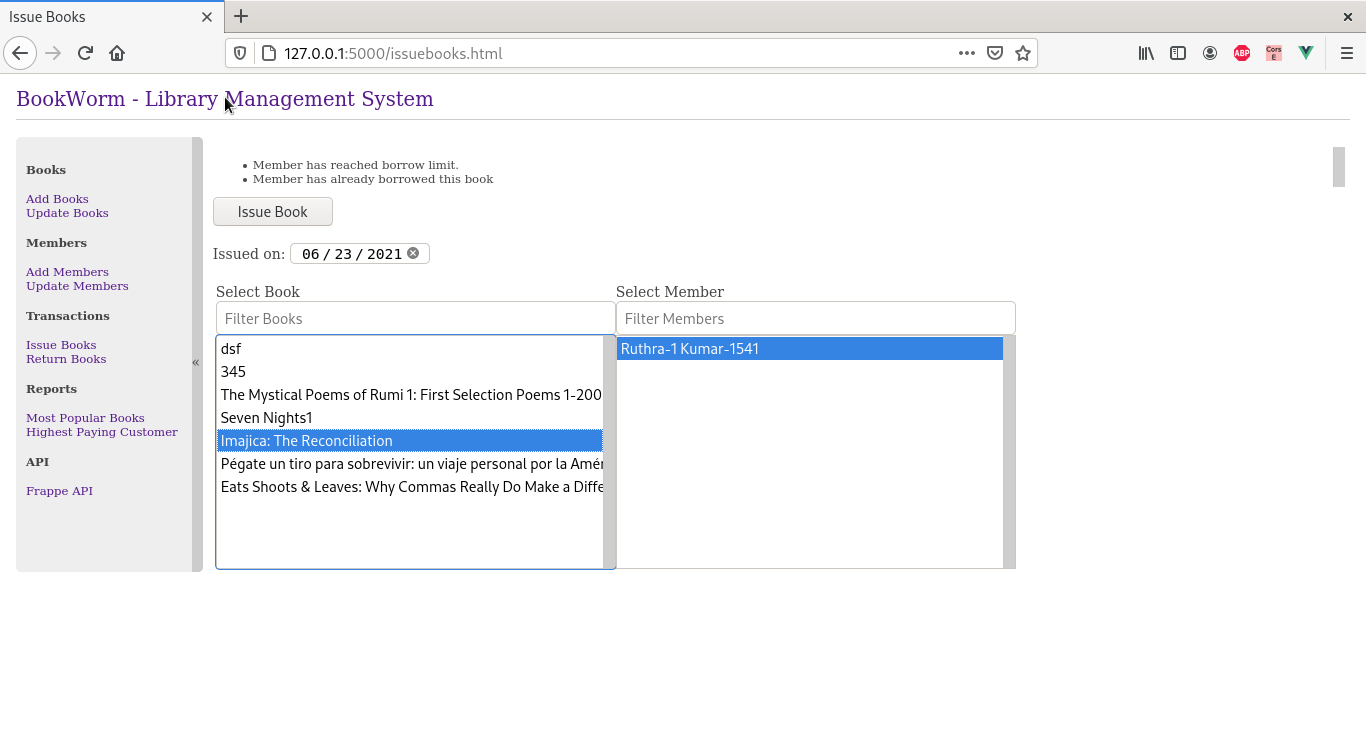 Issue Books
127.0.0.1:5000/issuebooks.html
ABP
Cors
E
BookWorm - Library Management System
Books
Add Books
Update Books
Members
Add Members
Update Members
Transactions
Issue Books
Return Books
Reports
Most Popular Books
Highest Paying Customer
API
Frappe API
«
• Member has reached borrow limit.
• Member has already borrowed this book
Issue Book
Issued on: 06 / 23 / 2021
Select Book
Filter Books
dsf
345
The Mystical Poems of Rumi 1: First Selection Poems 1-200
Seven Nights1
Imajica: The Reconciliation
Pégate un tiro para sobrevivir: un viaje personal por la Amér
Eats Shoots & Leaves: Why Commas Really Do Make a Diffe
Select Member
Filter Members
Ruthra-1 Kumar-1541